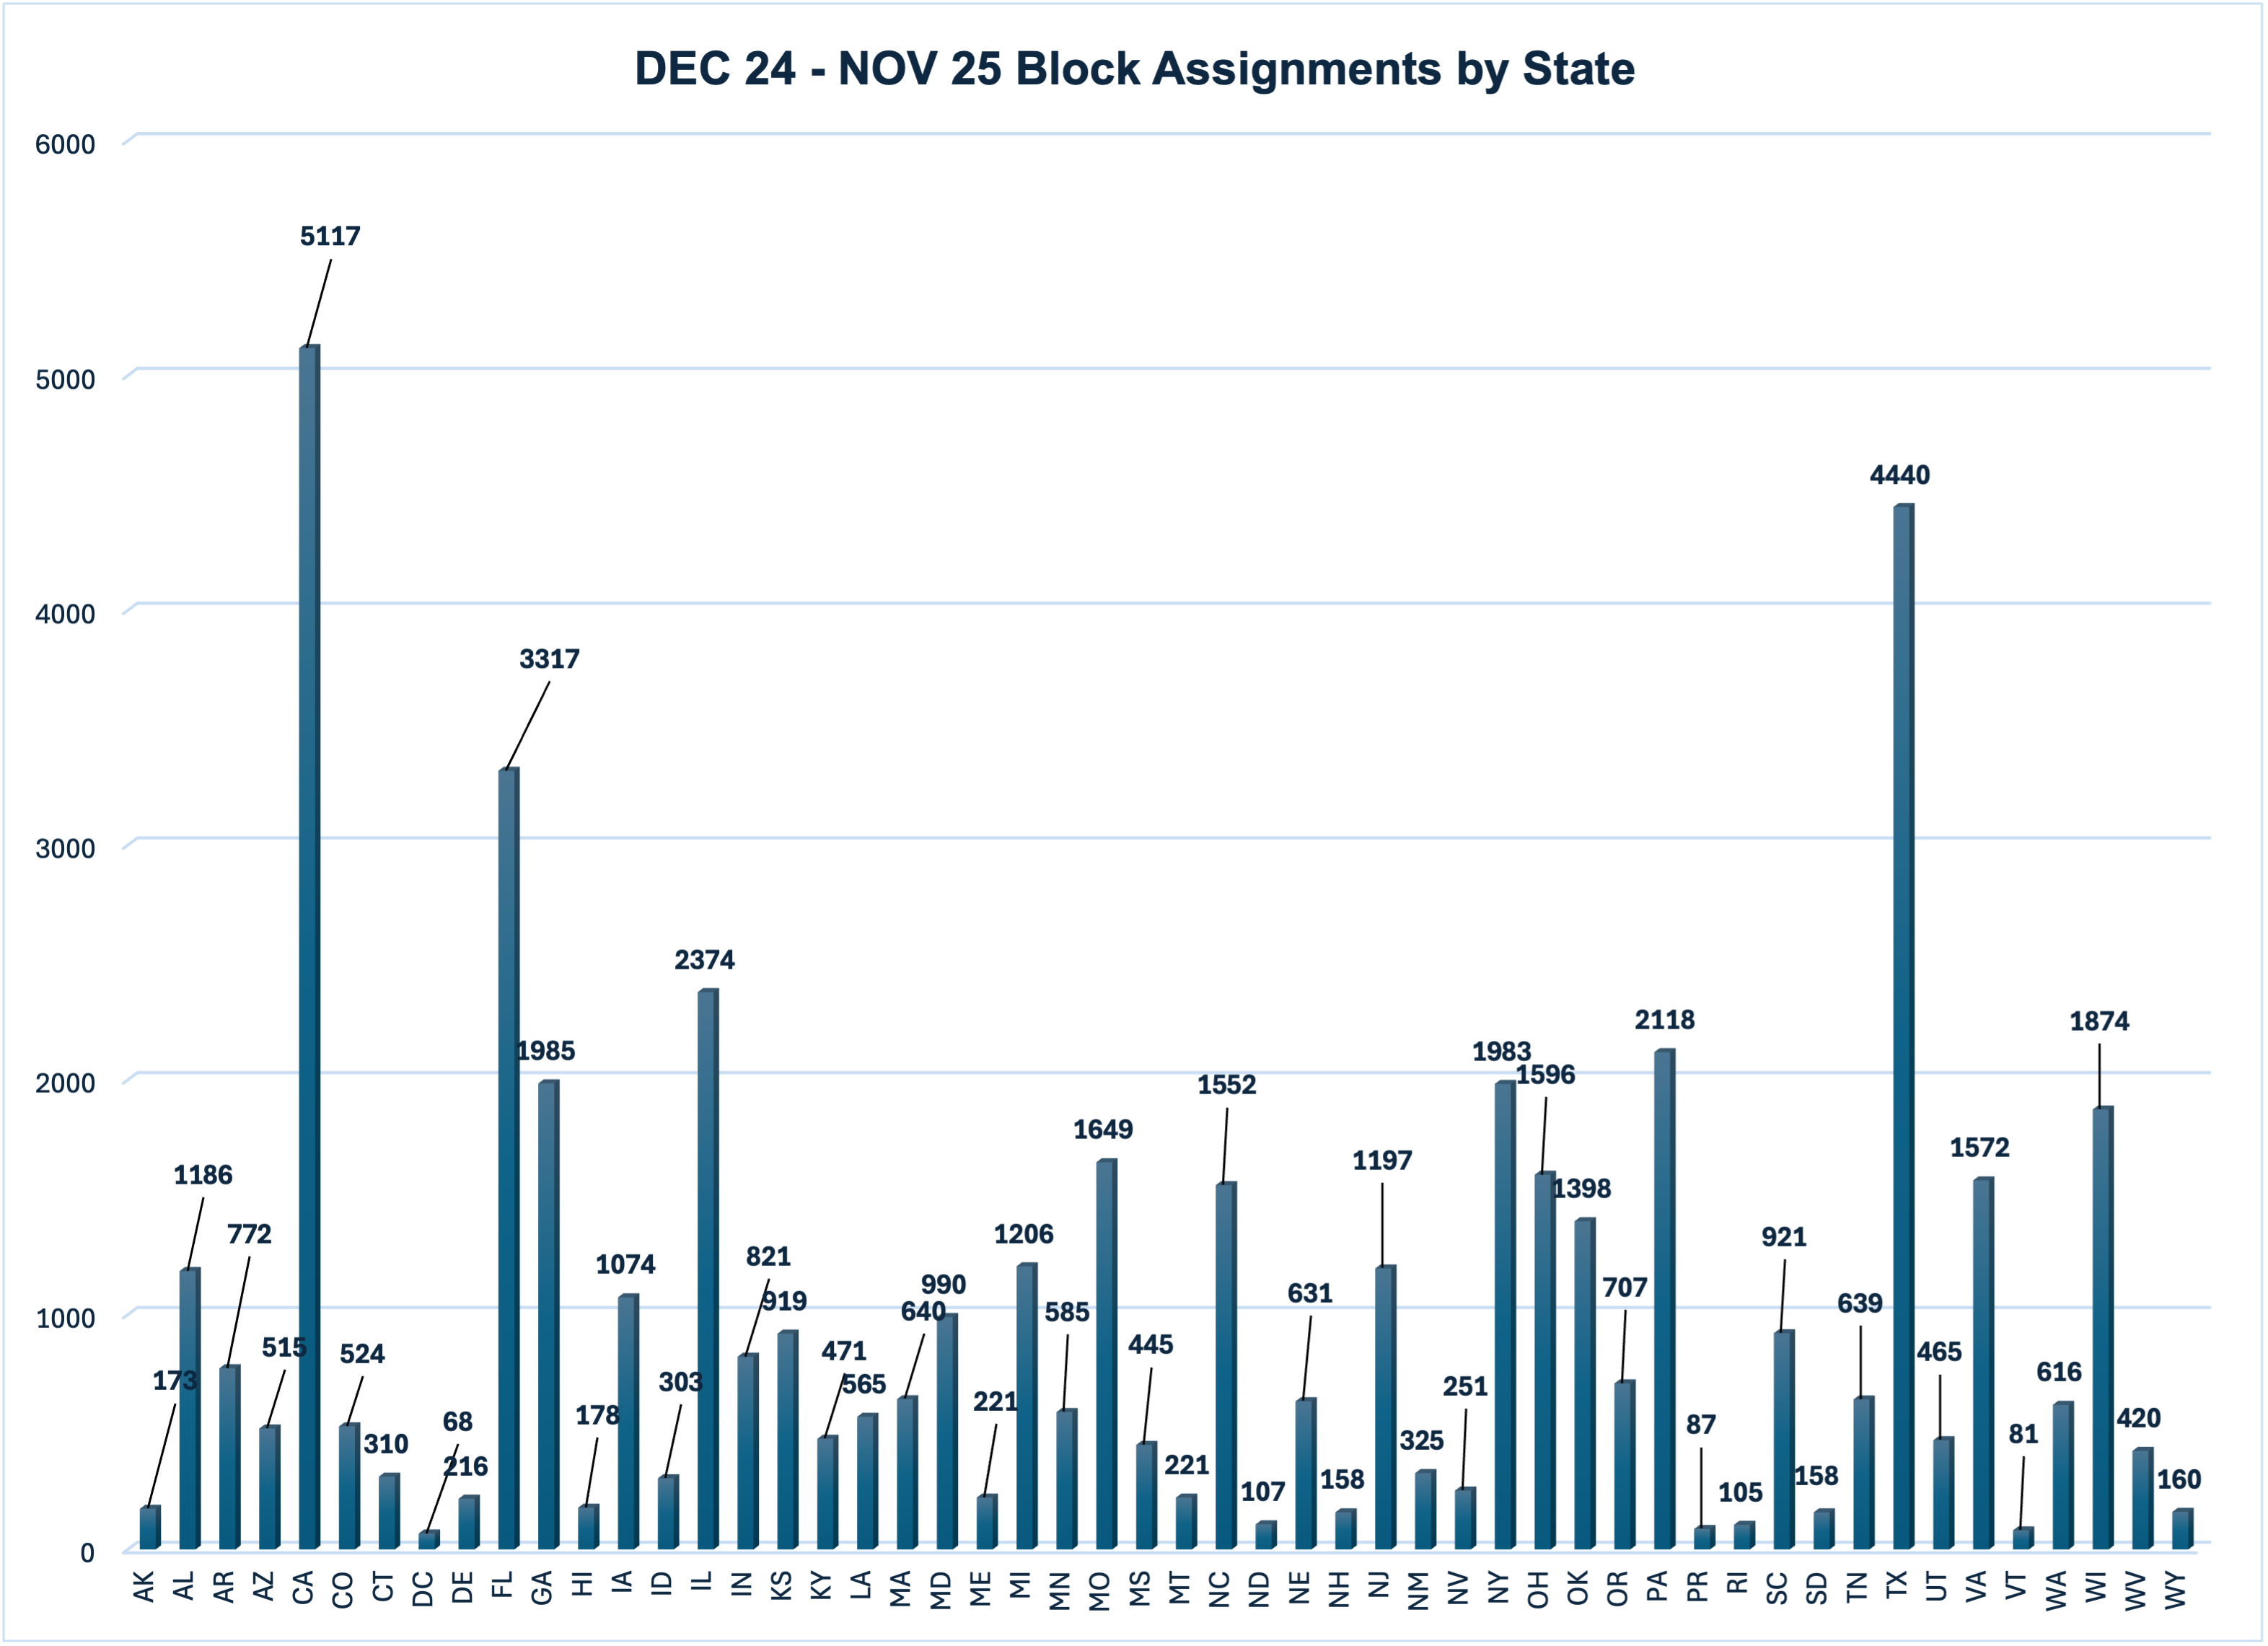 DEC 24 - NOV 25 Block Assignments by State
6000
5000
4000
3000
2000
1000
0
173
1186
772
515
5117
524
310
68
216
3317
1985
178
1074
303
2374
821
919
471
565
640
990
221
1206
585
1649
445
221
1552
107
631
158
1197
325
251
1983
1596
1398
707
2118
87
105
921
158
639
4440
465
1572
81
616
1874
420
160
AK
AL
AR
AZ
CA
CO
CT
DC
DE
FL
GA
HI
IA
ID
IL
IN
KS
KY
LA
MA
MD
ME
MI
MN
MO
MS
MT
NC
ND
NE
NH
NJ
NM
NV
NY
OH
OK
OR
PA
PR
RI
SC
SD
TN
TX
UT
VA
VT
WA
WI
WV
WY